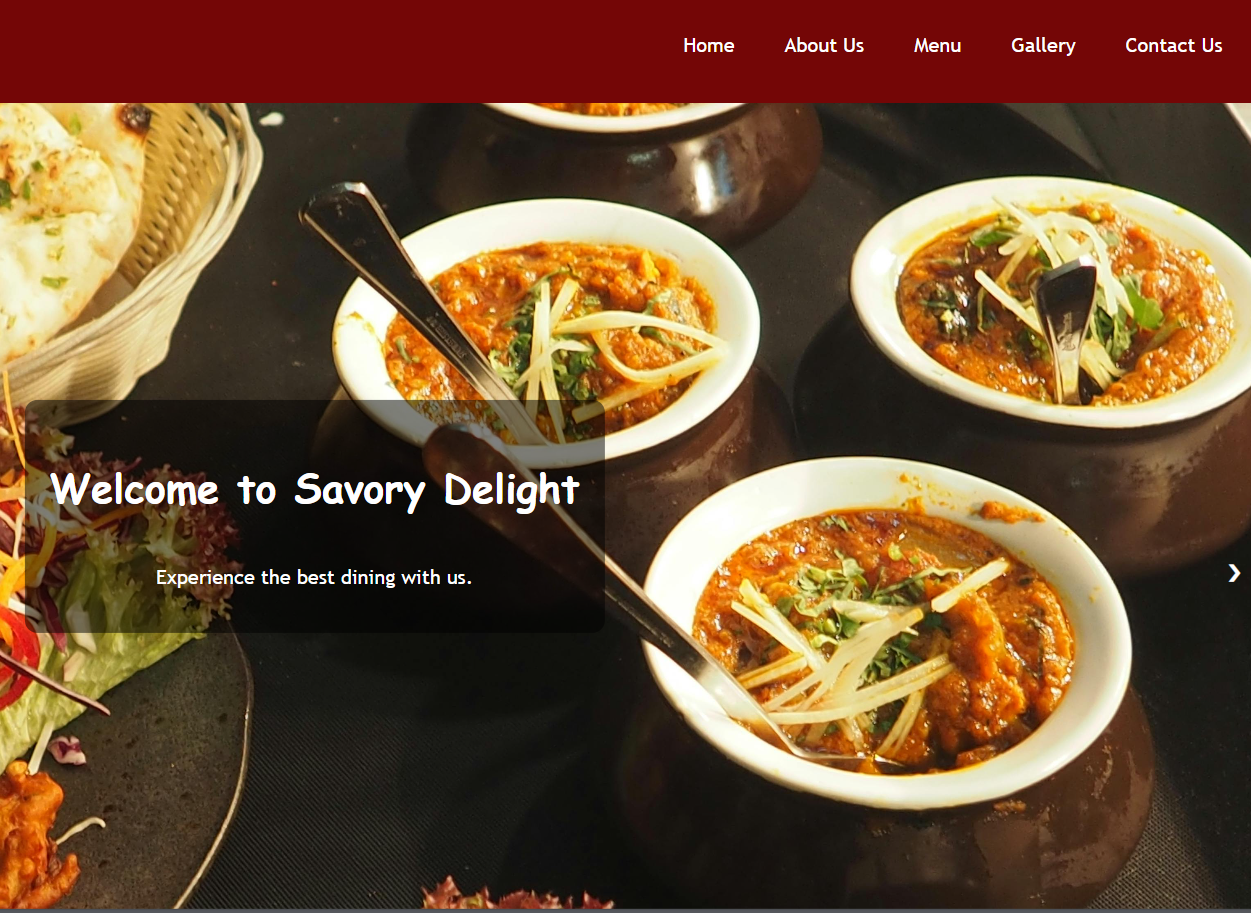 Home About Us Menu Gallery Contact Us
Welcome to Savory Delight
Experience the best dining with us.
❯